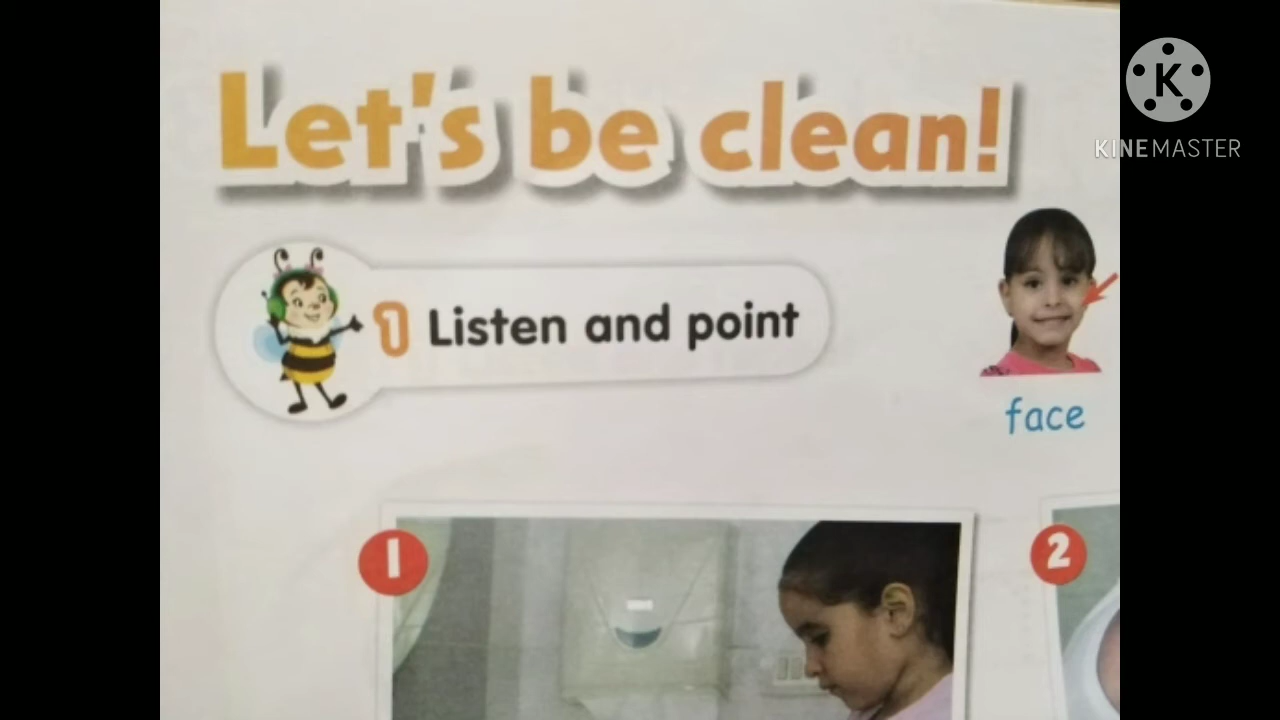 Let's be clean!
K
KINEMASTER
1 Listen and point
face
1
2